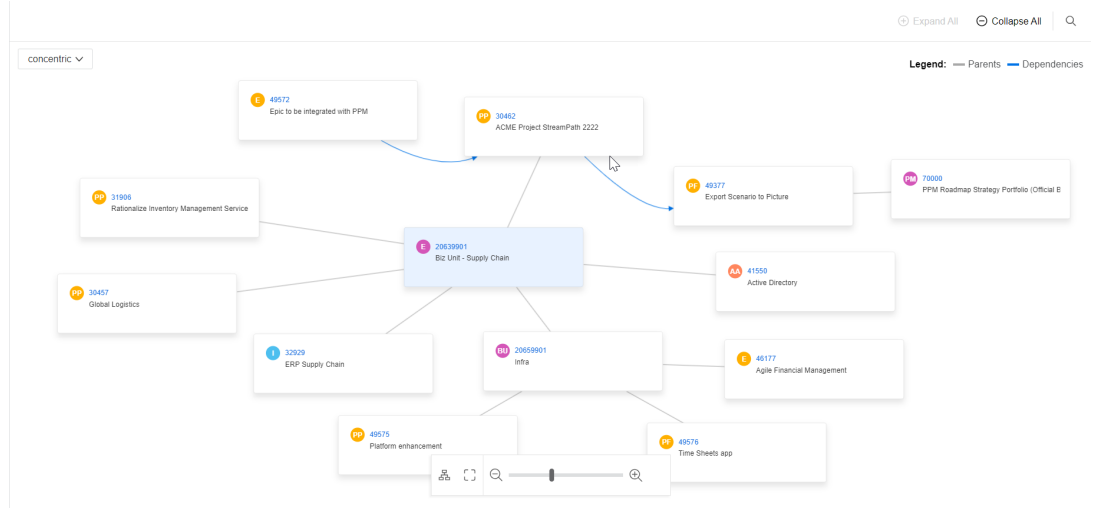 Expand All
Collapse All
concentric
Legend: Parents Dependencies
E 49572
Epic to be integrated with PPM
PP 30462
ACME Project StreamPath 2222
PM 70000
PPM Roadmap Strategy Portfolio (Official E
PF 49377
Export Scenario to Picture
PP 31906
Rationalize Inventory Management Service
E 20639901
Biz Unit - Supply Chain
AA 41550
Active Directory
PP 30457
Global Logistics
I 32929
ERP Supply Chain
BU 20659901
infra
E 46177
Agile Financial Management
PP 49575
Platform enhancement
PF 49576
Time Sheets app